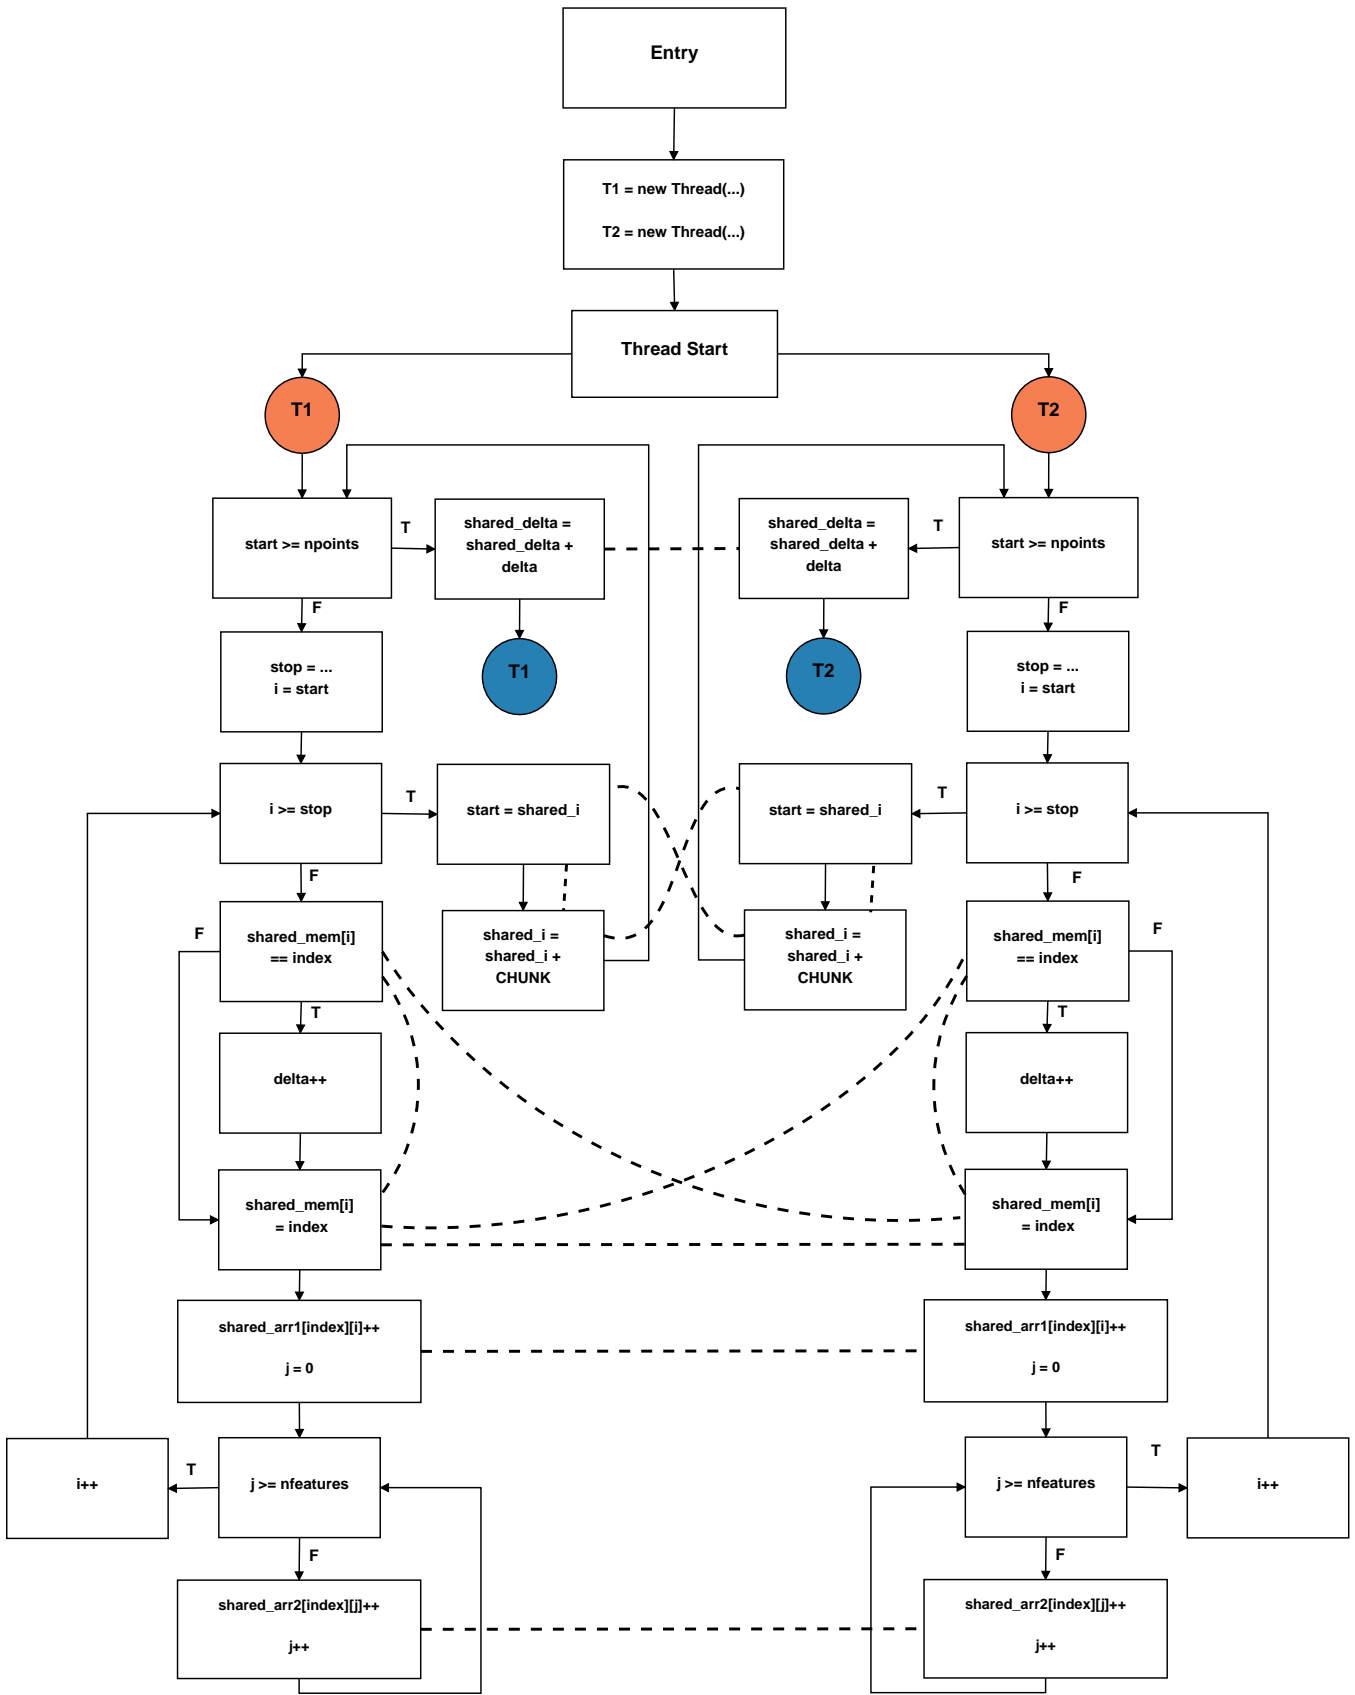 Entry
T1 = new Thread(...)
T2 = new Thread(...)
Thread Start
T1
T2
start >= npoints
T
shared_delta =
shared_delta +
delta
shared_delta =
shared_delta +
delta
T
start >= npoints
F
F
stop = ...
i = start
T1
T2
stop = ...
i = start
i >= stop
T
start = shared_i
start = shared_i
T
i >= stop
F
F
F
shared_mem[i]
== index
shared_i =
shared_i +
CHUNK
shared_i =
shared_i +
CHUNK
shared_mem[i]
== index
F
T
T
delta++
delta++
shared_mem[i]
= index
shared_mem[i]
= index
shared_arr1[index][i]++
j = 0
shared_arr1[index][i]++
j = 0
i++
T
j >= nfeatures
j >= nfeatures
T
i++
F
F
shared_arr2[index][j]++
j++
shared_arr2[index][j]++
j++